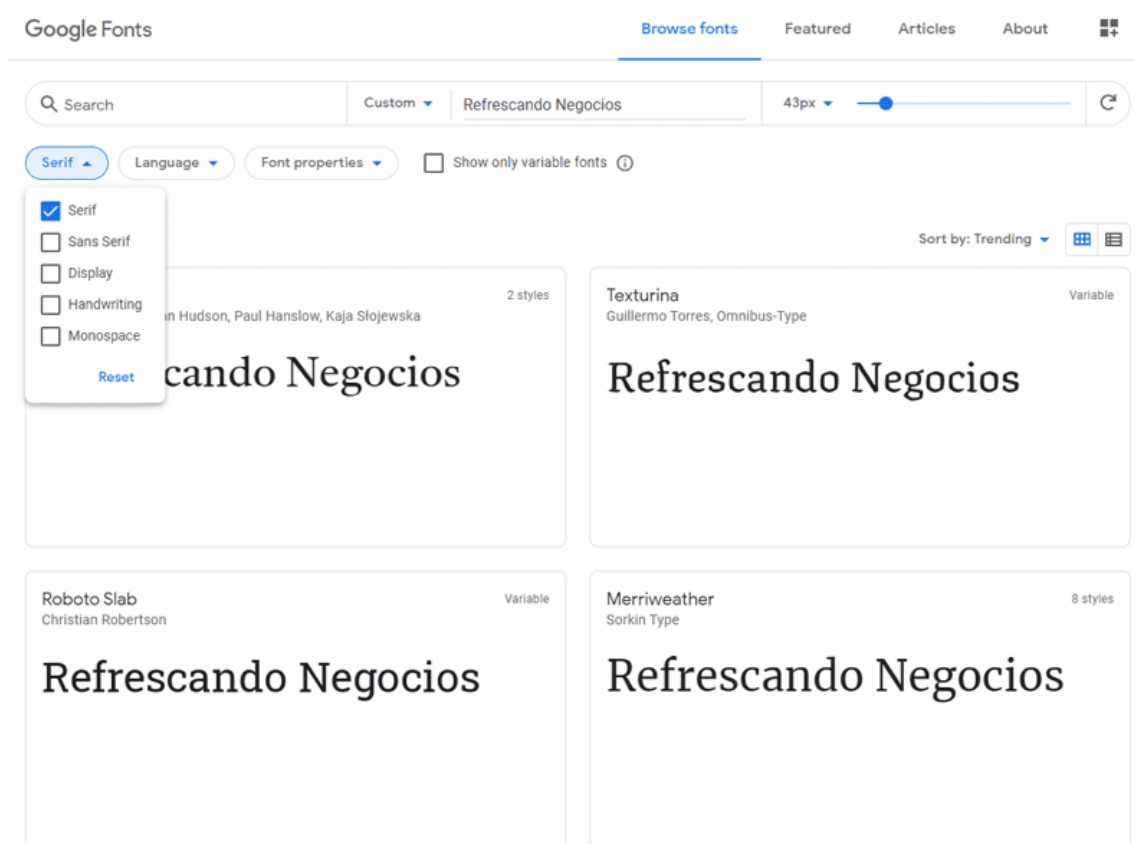 Google Fonts
Browse fonts
Featured
Articles
About
Search
Custom
Refrescando Negocios
43px
Serif
Language
Font properties
Show only variable fonts
Serif
Sans Serif
Display
Handwriting
Monospace
Reset
Sort by: Trending
2 styles
Hudson, Paul Hanslow, Kaja Słojewska
cando Negocios
Texturina
Variable
Guillermo Torres, Omnibus-Type
Refrescando Negocios
Roboto Slab
Variable
Christian Robertson
Refrescando Negocios
Merriweather
8 styles
Sorkin Type
Refrescando Negocios